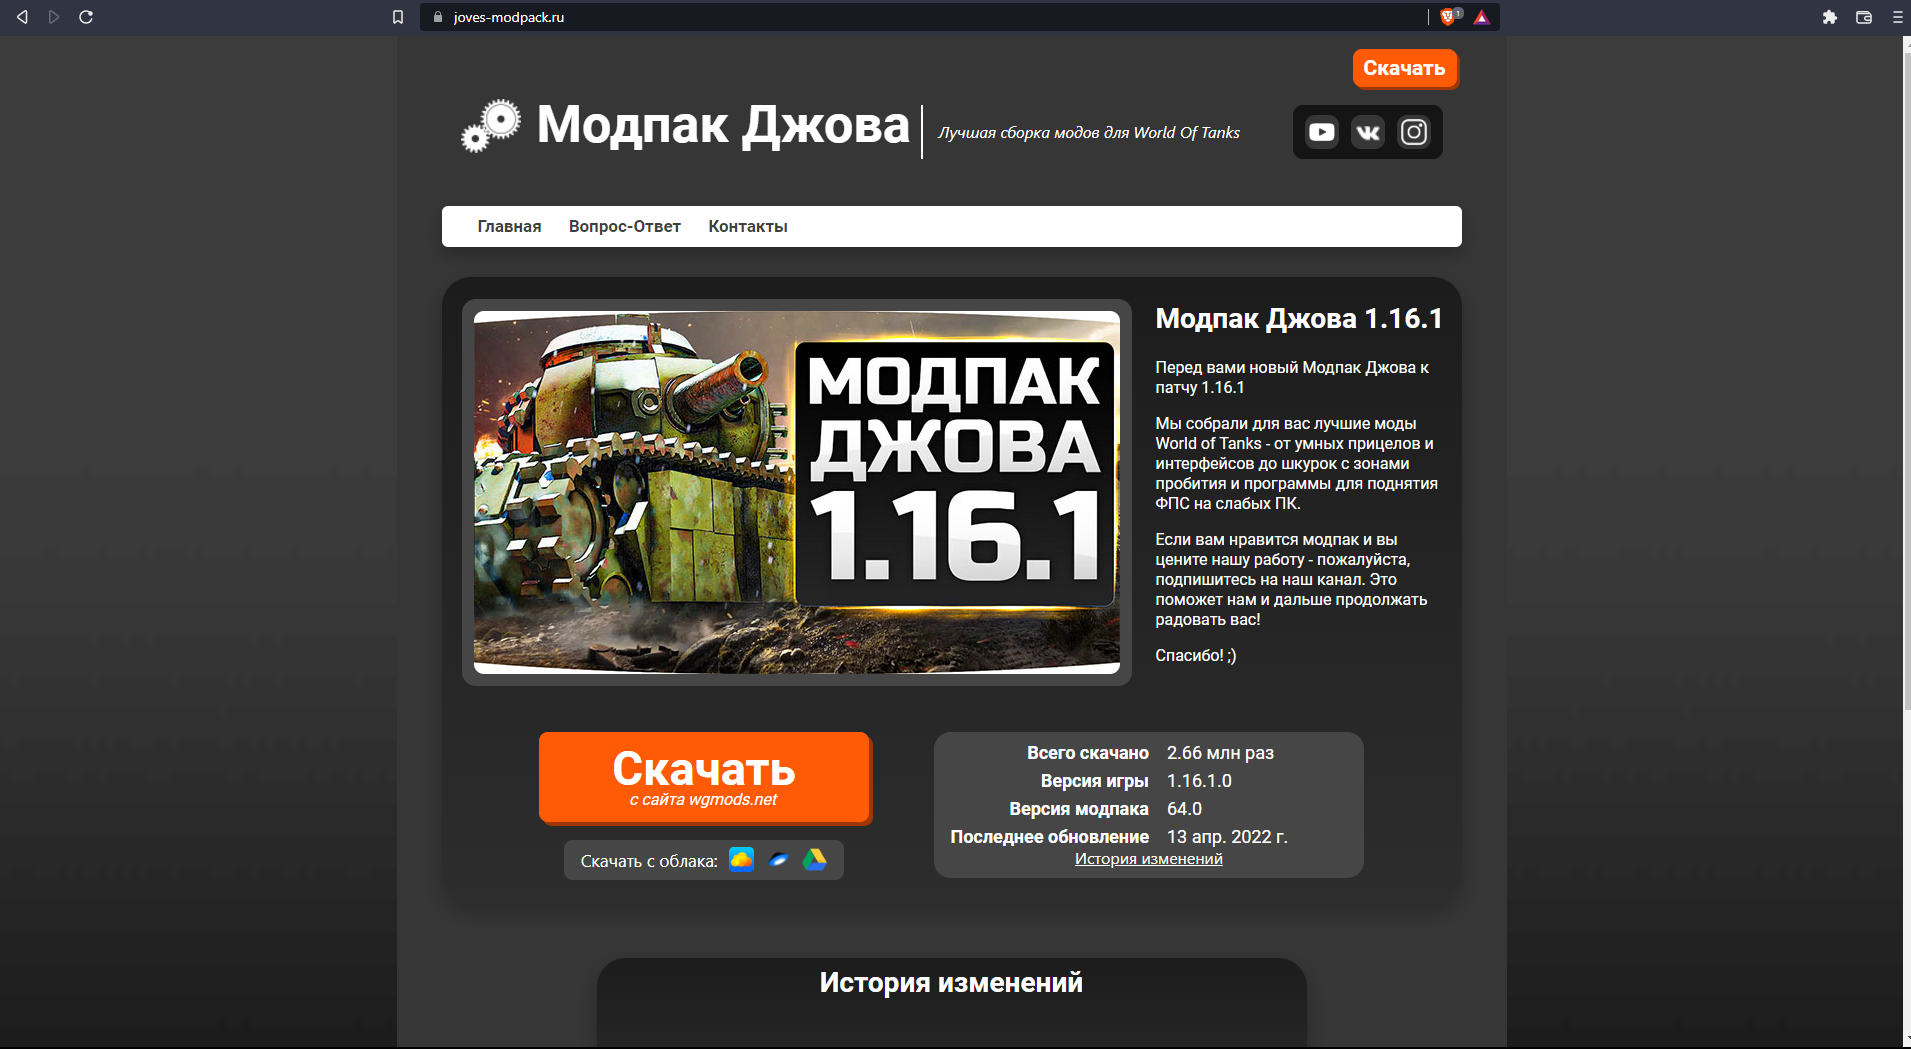 joves-modpack.ru
1
Скачать
Модпак Джова
Лучшая сборка модов для World Of Tanks
Главная Вопрос-Ответ Контакты
МОДПАК
ДЖОВА
1.16.1
Модпак Джова 1.16.1
Перед вами новый Модпак Джова к
патчу 1.16.1
Мы собрали для вас лучшие моды
World of Tanks - от умных прицелов и
интерфейсов до шкурок с зонами
пробития и программы для поднятия
ФПС на слабых ПК.
Если вам нравится модпак и вы
цените нашу работу - пожалуйста,
подпишитесь на наш канал. Это
поможет нам и дальше продолжать
радовать вас!
Спасибо! ;)
Скачать
с сайта wgmods.net
Скачать с облака:
Всего скачано 2.66 млн раз
Версия игры 1.16.1.0
Версия модпака 64.0
Последнее обновление 13 апр. 2022 г.
История изменений
История изменений